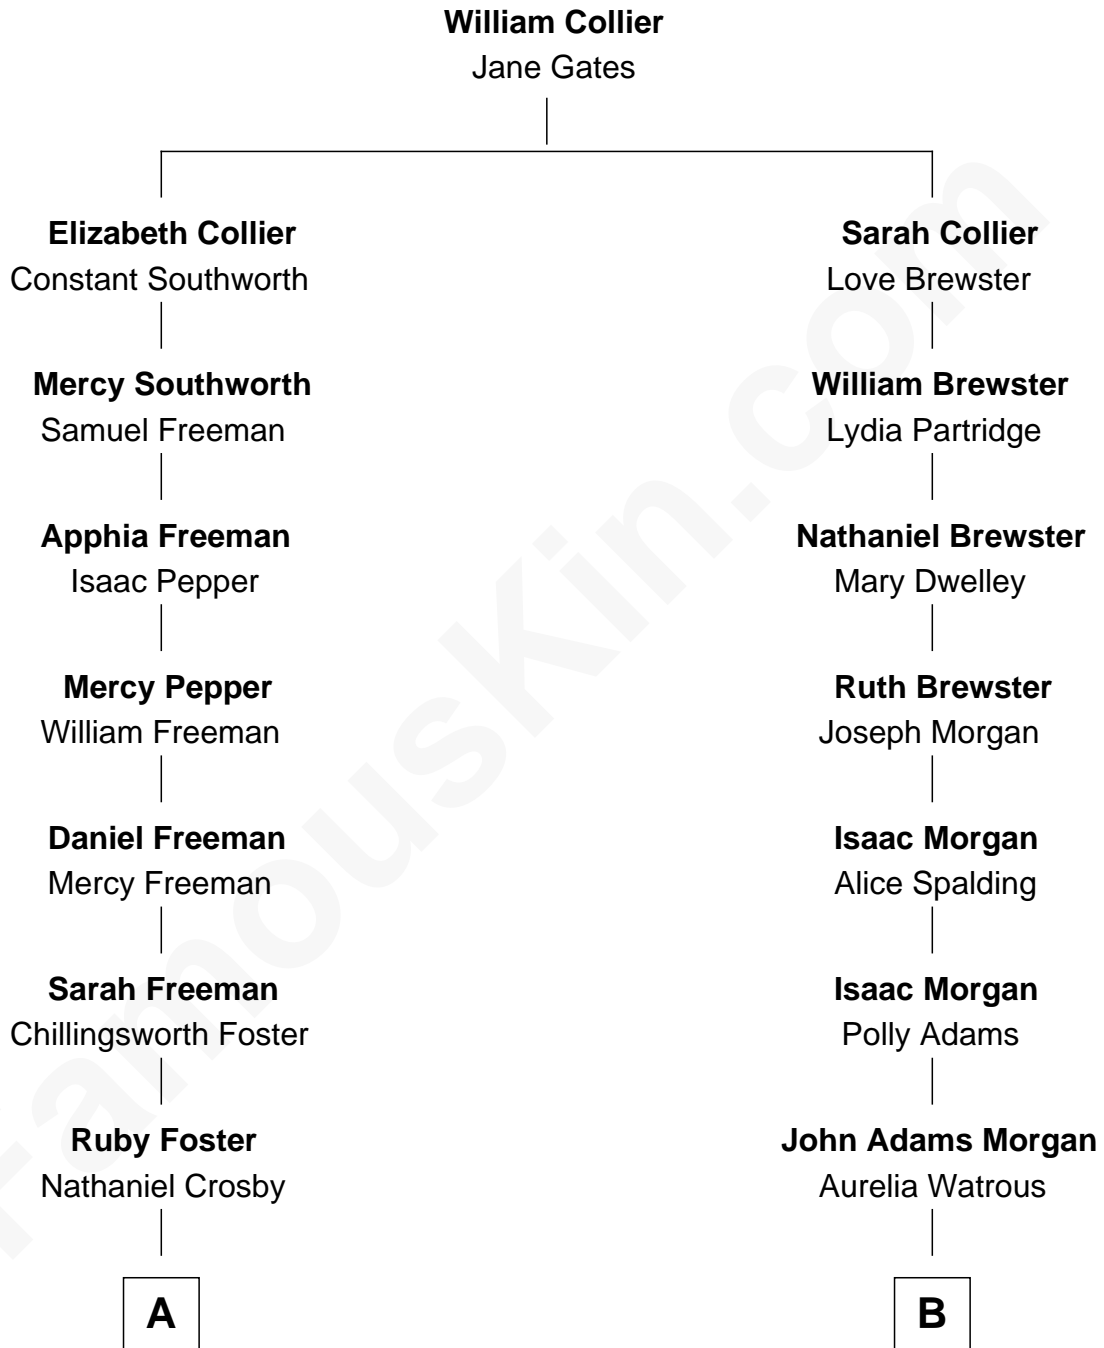 William Collier
Jane Gates
Elizabeth Collier
Constant Southworth
Sarah Collier
Love Brewster
Mercy Southworth
Samuel Freeman
William Brewster
Lydia Partridge
Apphia Freeman
Isaac Pepper
Nathaniel Brewster
Mary Dwelley
Mercy Pepper
William Freeman
Ruth Brewster
Joseph Morgan
Daniel Freeman
Mercy Freeman
Isaac Morgan
Alice Spalding
Sarah Freeman
Chillingsworth Foster
Isaac Morgan
Polly Adams
Ruby Foster
Nathaniel Crosby
John Adams Morgan
Aurelia Watrous
A
B
FamousKin.com